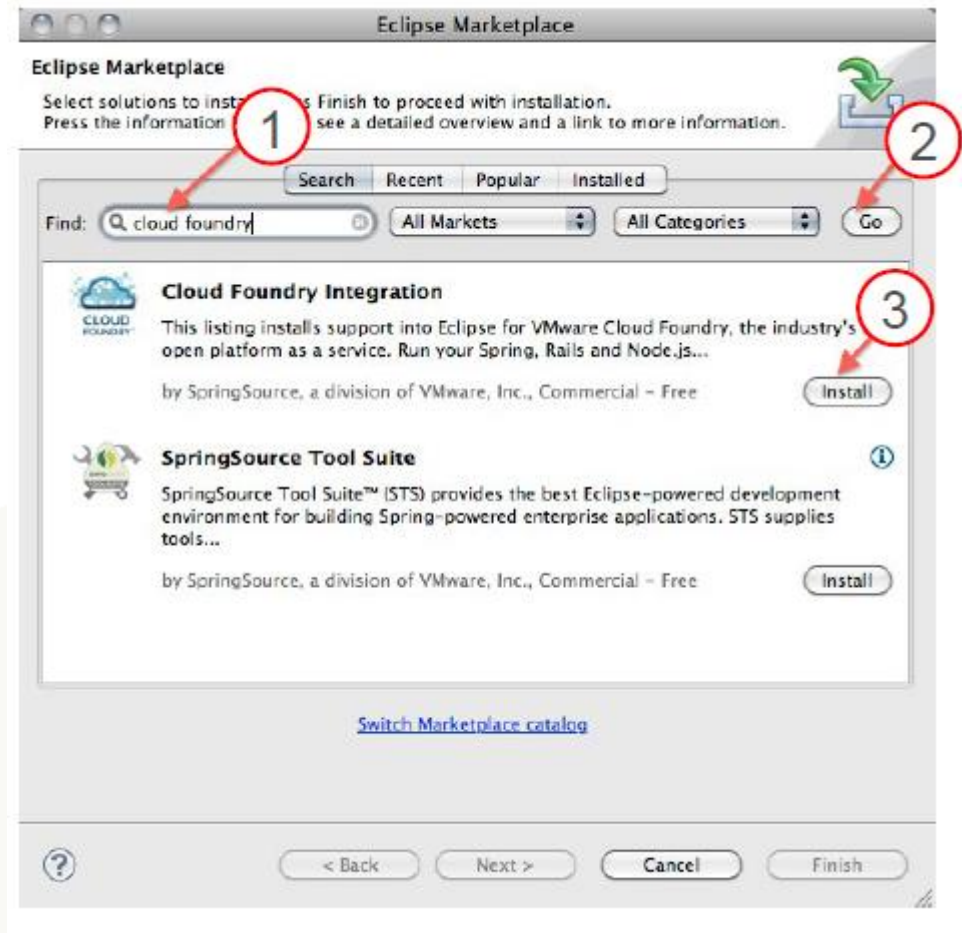 Eclipse Marketplace
Eclipse Marketplace
Select solutions to insta s Finish to proceed with installation.
Press the information see a detailed overview and a link to more information.
1
2
Search Recent Popular Installed
Find: cloud foundry All Markets All Categories Go
Cloud Foundry Integration
CLOUD FOUNDRY
This listing installs support into Eclipse for VMware Cloud Foundry, the industry's
open platform as a service. Run your Spring, Rails and Node.js...
3
by SpringSource, a division of VMware, Inc., Commercial - Free Install
SpringSource Tool Suite
SpringSource Tool Suite™ (STS) provides the best Eclipse-powered development
environment for building Spring-powered enterprise applications. STS supplies
tools...
by SpringSource, a division of VMware, Inc., Commercial - Free Install
Switch Marketplace catalog
? < Back Next > Cancel Finish